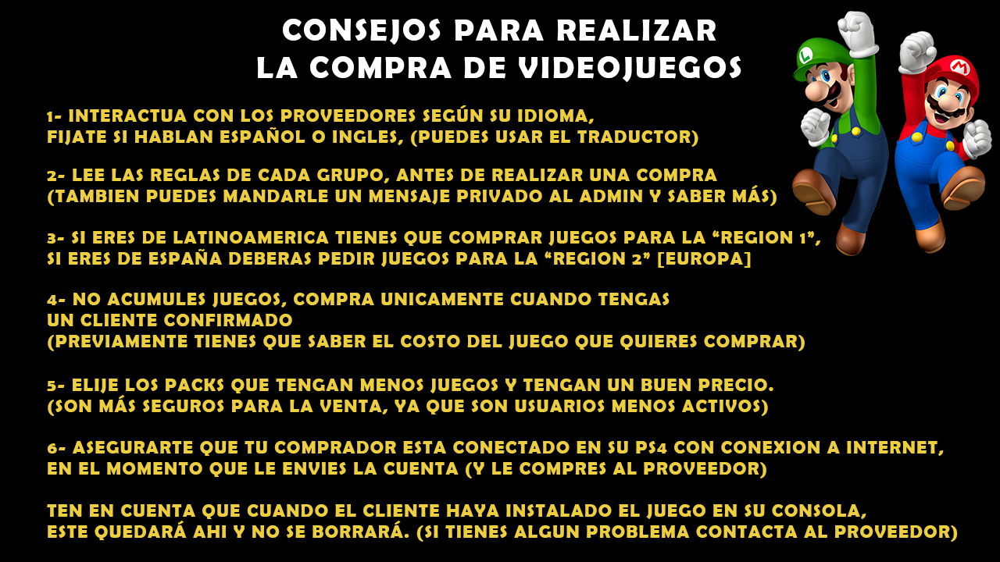 CONSEJOS PARA REALIZAR
LA COMPRA DE VIDEOJUEGOS
1- INTERACTUA CON LOS PROVEEDORES SEGÚN SU IDIOMA,
FIJATE SI HABLAN ESPAÑOL O INGLES, (PUEDES USAR EL TRADUCTOR)
2- LEE LAS REGLAS DE CADA GRUPO, ANTES DE REALIZAR UNA COMPRA
(TAMBIEN PUEDES MANDARLE UN MENSAJE PRIVADO AL ADMIN Y SABER MÁS)
3- SI ERES DE LATINOAMERICA TIENES QUE COMPRAR JUEGOS PARA LA “REGION 1”,
SI ERES DE ESPAÑA DEBERAS PEDIR JUEGOS PARA LA “REGION 2” [EUROPA]
4- NO ACUMULES JUEGOS, COMPRA UNICAMENTE CUANDO TENGAS
UN CLIENTE CONFIRMADO
(PREVIAMENTE TIENES QUE SABER EL COSTO DEL JUEGO QUE QUIERES COMPRAR)
5- ELIJE LOS PACKS QUE TENGAN MENOS JUEGOS Y TENGAN UN BUEN PRECIO.
(SON MÁS SEGUROS PARA LA VENTA, YA QUE SON USUARIOS MENOS ACTIVOS)
6- ASEGURARTE QUE TU COMPRADOR ESTA CONECTADO EN SU PS4 CON CONEXION A INTERNET,
EN EL MOMENTO QUE LE ENVIES LA CUENTA (Y LE COMPRES AL PROVEEDOR)
TEN EN CUENTA QUE CUANDO EL CLIENTE HAYA INSTALADO EL JUEGO EN SU CONSOLA,
ESTE QUEDARÁ AHI Y NO SE BORRARÁ. (SI TIENES ALGUN PROBLEMA CONTACTA AL PROVEEDOR)
L
M